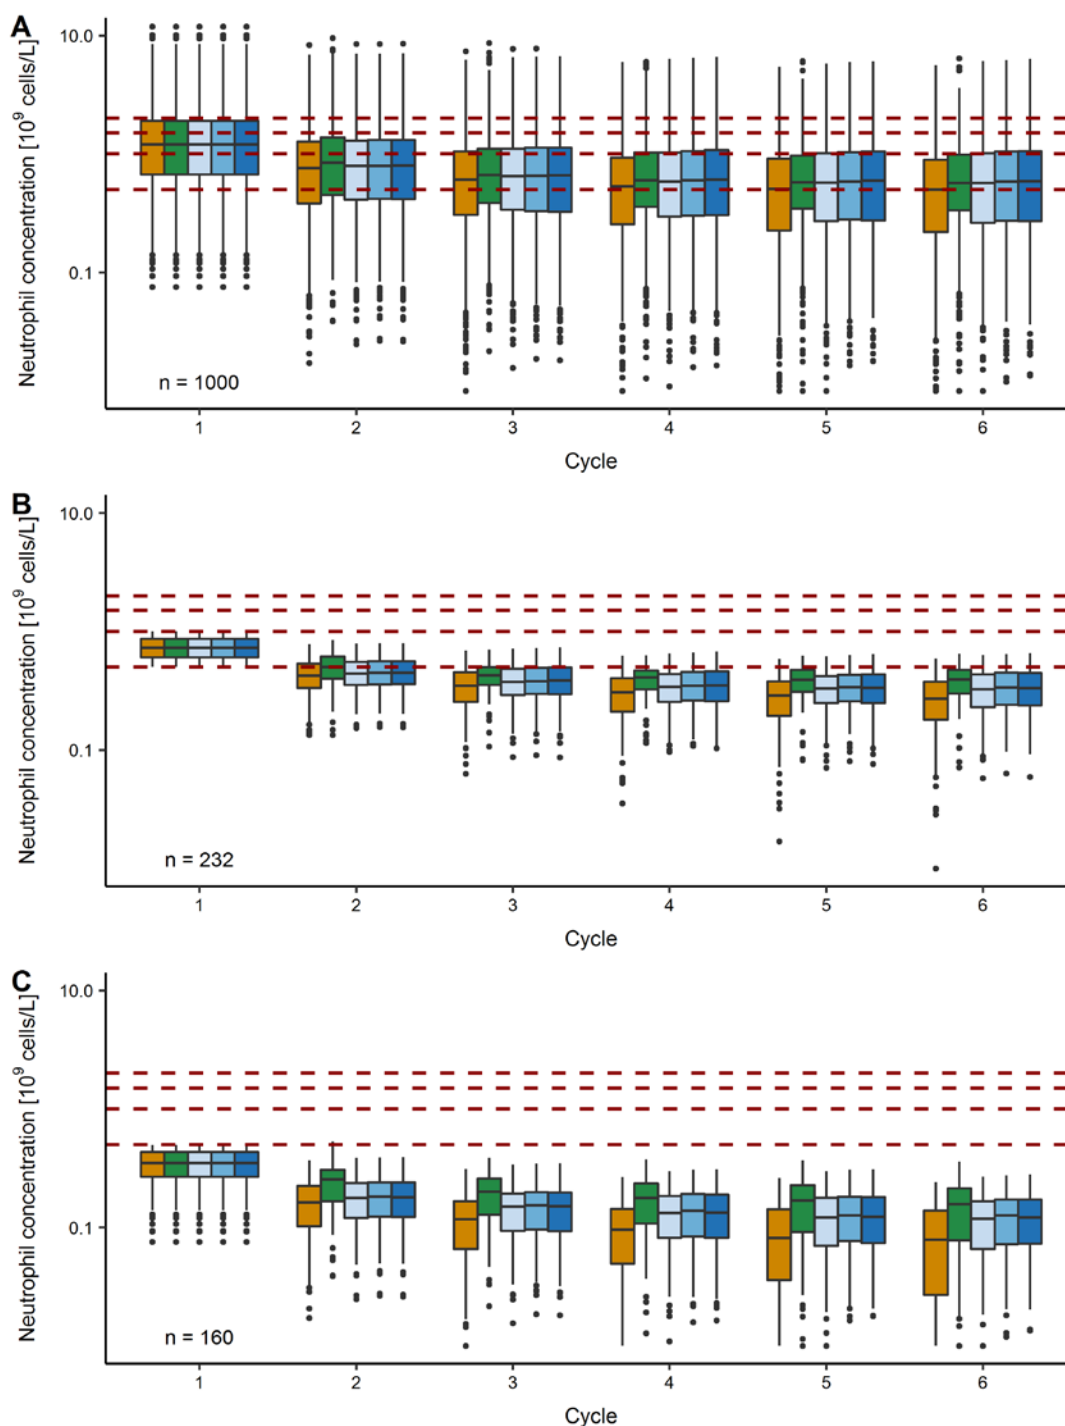 A
Neutrophil concentration [10⁹ cells/L]
10.0
0.1
n = 1000
1 2 3 4 5 6
Cycle
B
Neutrophil concentration [10⁹ cells/L]
10.0
0.1
n = 232
1 2 3 4 5 6
Cycle
C
Neutrophil concentration [10⁹ cells/L]
10.0
0.1
n = 160
1 2 3 4 5 6
Cycle